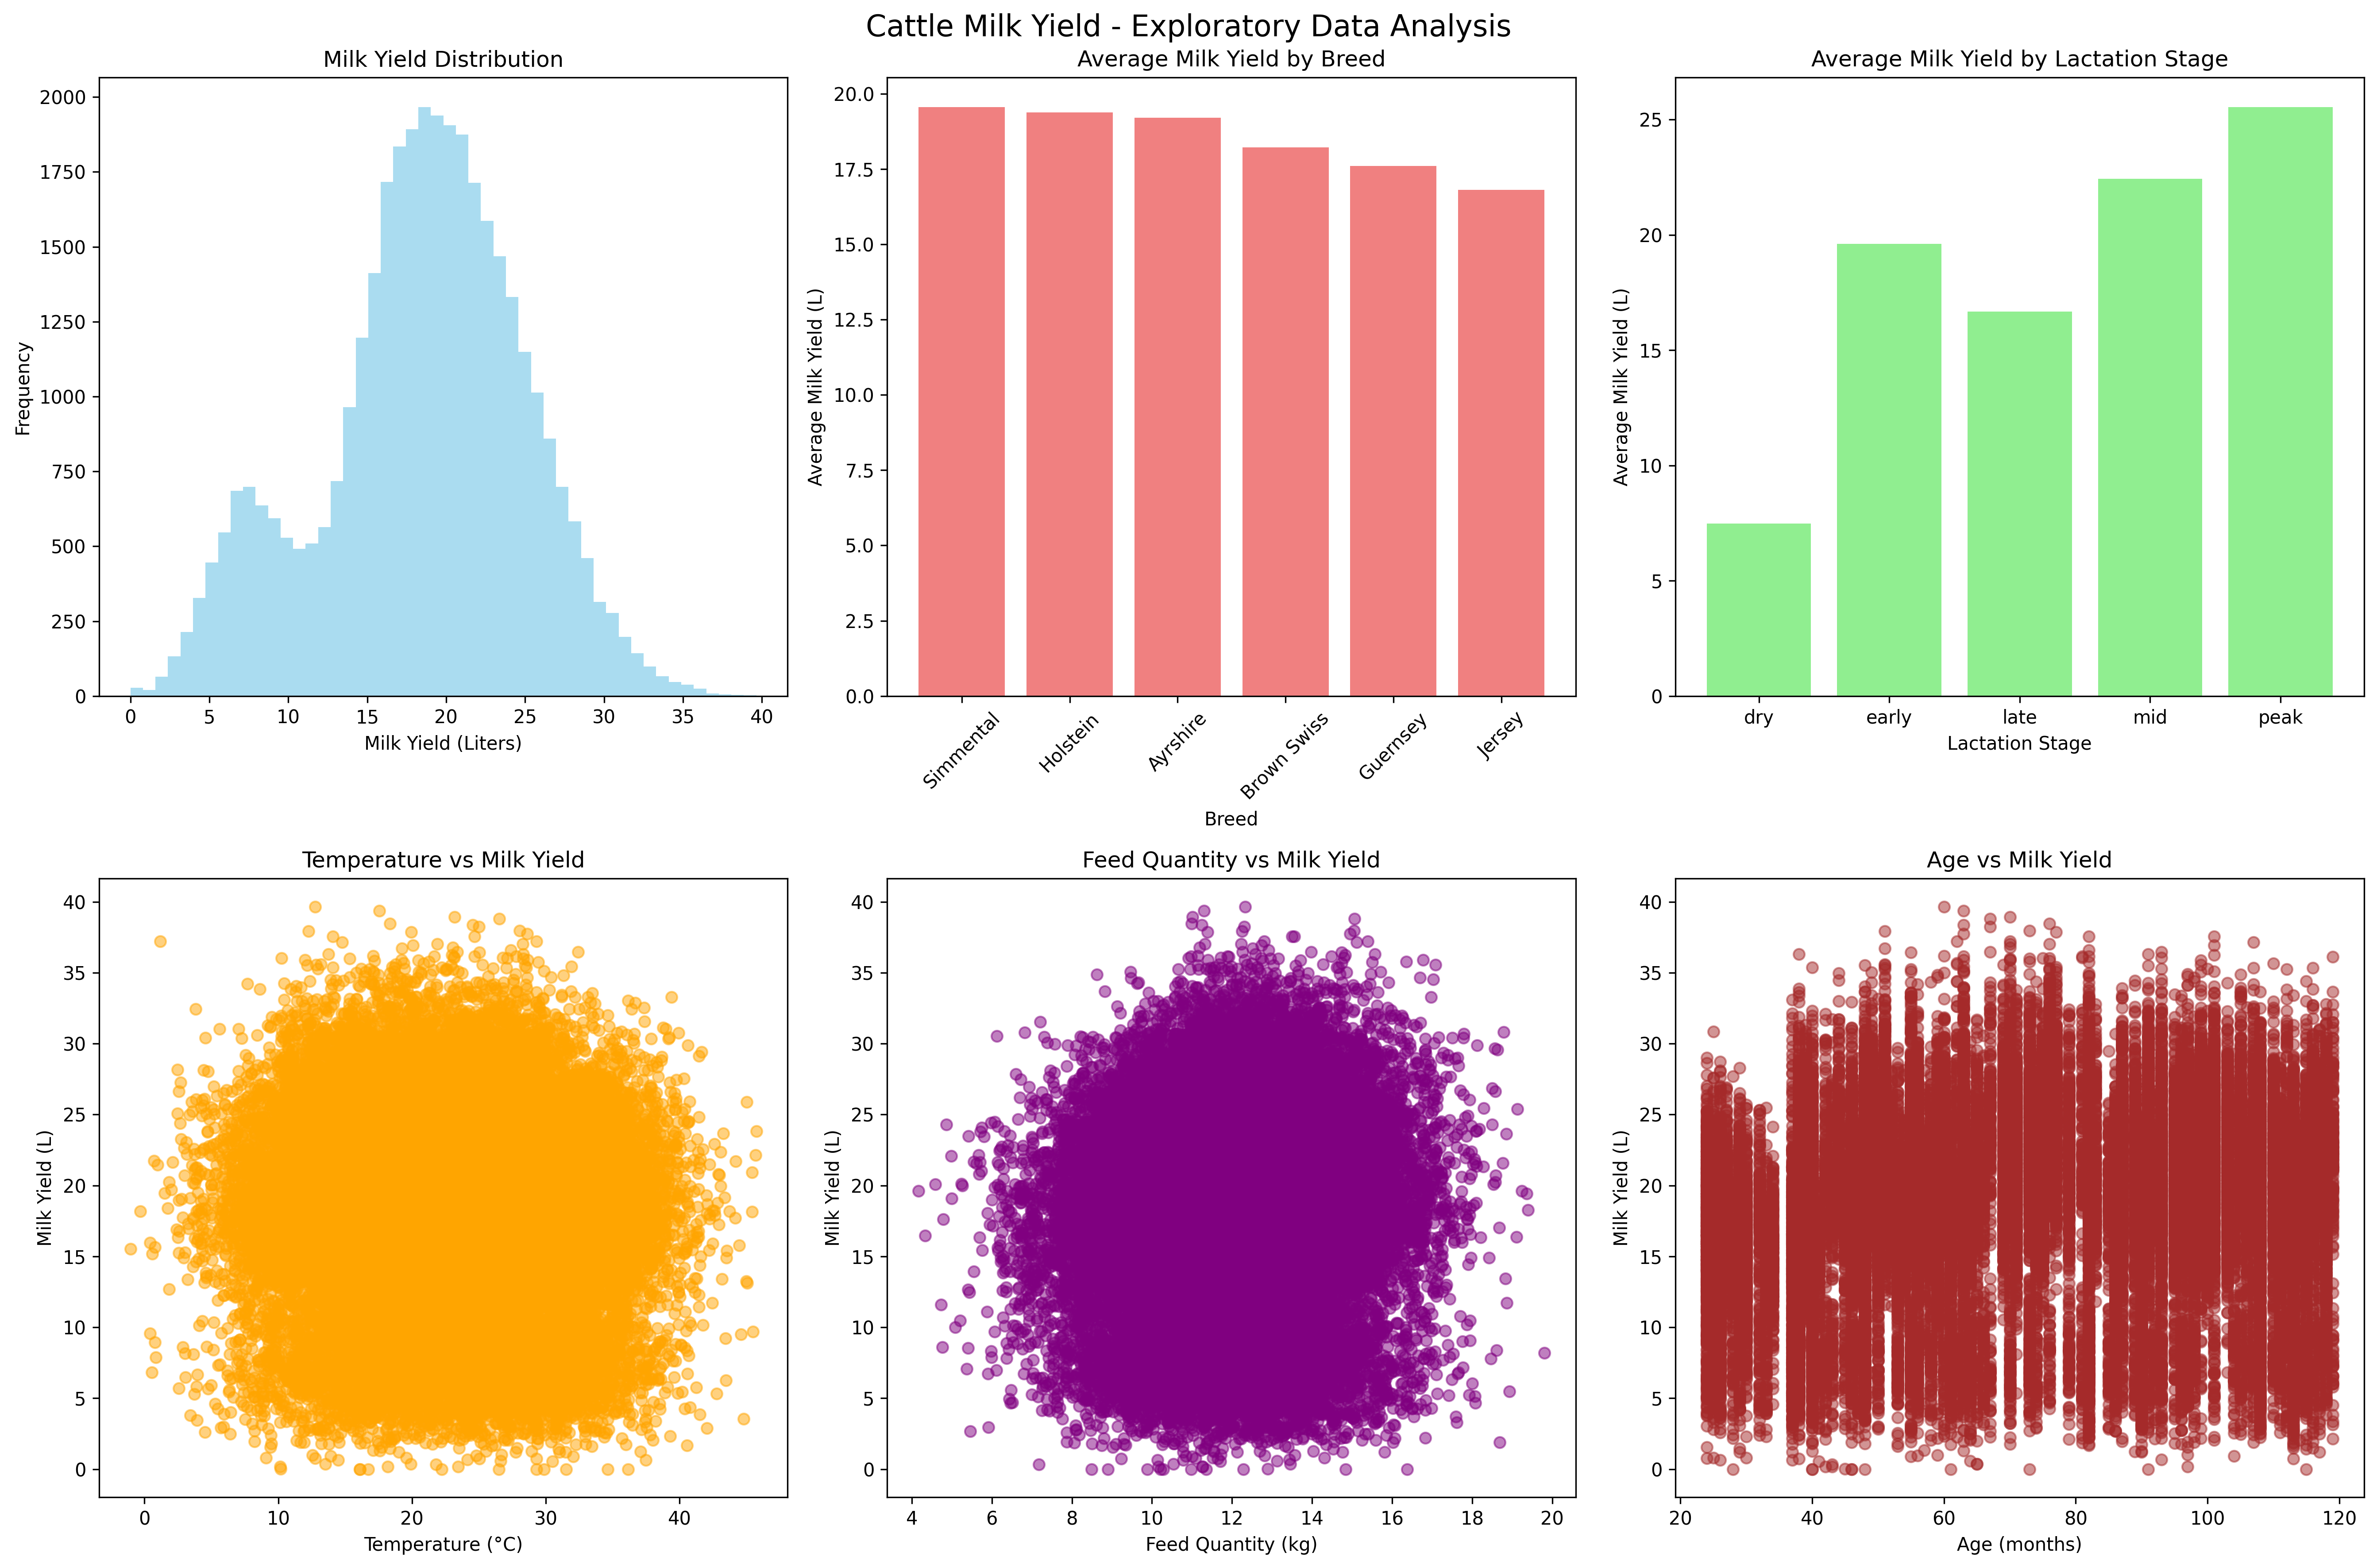 Cattle Milk Yield - Exploratory Data Analysis
Milk Yield Distribution
Frequency
2000
1750
1500
1250
1000
750
500
250
0
0 5 10 15 20 25 30 35 40
Milk Yield (Liters)
Average Milk Yield by Breed
Average Milk Yield (L)
20.0
17.5
15.0
12.5
10.0
7.5
5.0
2.5
0.0
Simmental Holstein Ayrshire Brown Swiss Guernsey Jersey
Breed
Average Milk Yield by Lactation Stage
Average Milk Yield (L)
25
20
15
10
5
0
dry early late mid peak
Lactation Stage
Temperature vs Milk Yield
Milk Yield (L)
40
35
30
25
20
15
10
5
0
0 10 20 30 40
Temperature (°C)
Feed Quantity vs Milk Yield
Milk Yield (L)
40
35
30
25
20
15
10
5
0
4 6 8 10 12 14 16 18 20
Feed Quantity (kg)
Age vs Milk Yield
Milk Yield (L)
40
35
30
25
20
15
10
5
0
20 40 60 80 100 120
Age (months)